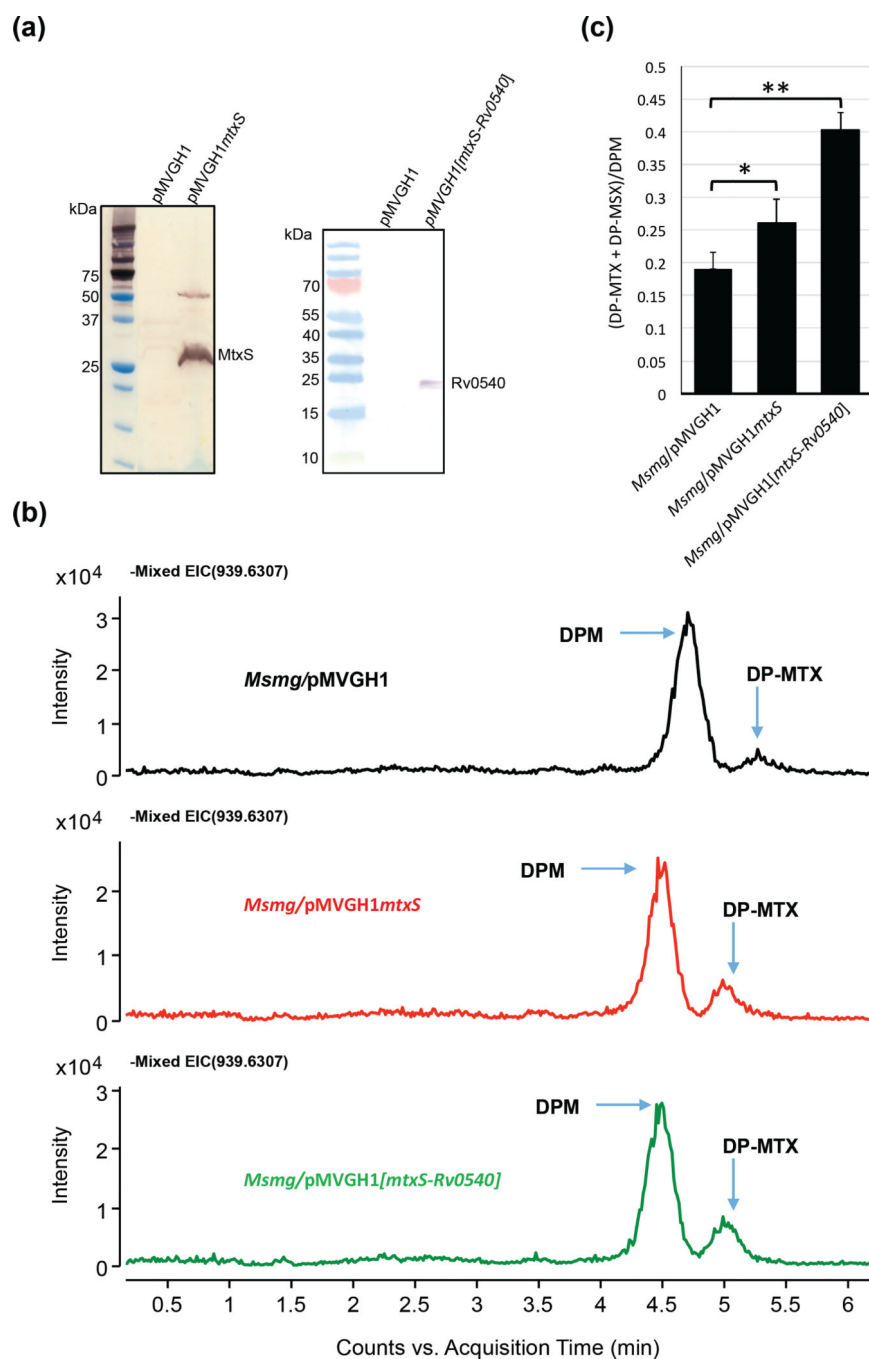 (a)
kDa
pMVGH1
pMVGH1mtxS
75
50
37
25
MtxS
kDa
pMVGH1
pMVGH1[mtxS-Rv0540]
70
55
40
35
25
15
10
Rv0540
(c)
(DP-MTX + DP-MSX)/DPM
0.5
0.45
0.4
0.35
0.3
0.25
0.2
0.15
0.1
0.05
0
*
**
Msmg/pMVGH1
Msmg/pMVGH1mtxS
Msmg/pMVGH1[mtxS-Rv0540]
(b)
x10⁴
-Mixed EIC(939.6307)
Intensity
3
2
1
0
Msmg/pMVGH1
DPM
DP-MTX
x10⁴
-Mixed EIC(939.6307)
Intensity
2
1
0
Msmg/pMVGH1mtxS
DPM
DP-MTX
x10⁴
-Mixed EIC(939.6307)
Intensity
3
2
1
0
Msmg/pMVGH1[mtxS-Rv0540]
DPM
DP-MTX
0.5 1 1.5 2 2.5 3 3.5 4 4.5 5 5.5 6
Counts vs. Acquisition Time (min)